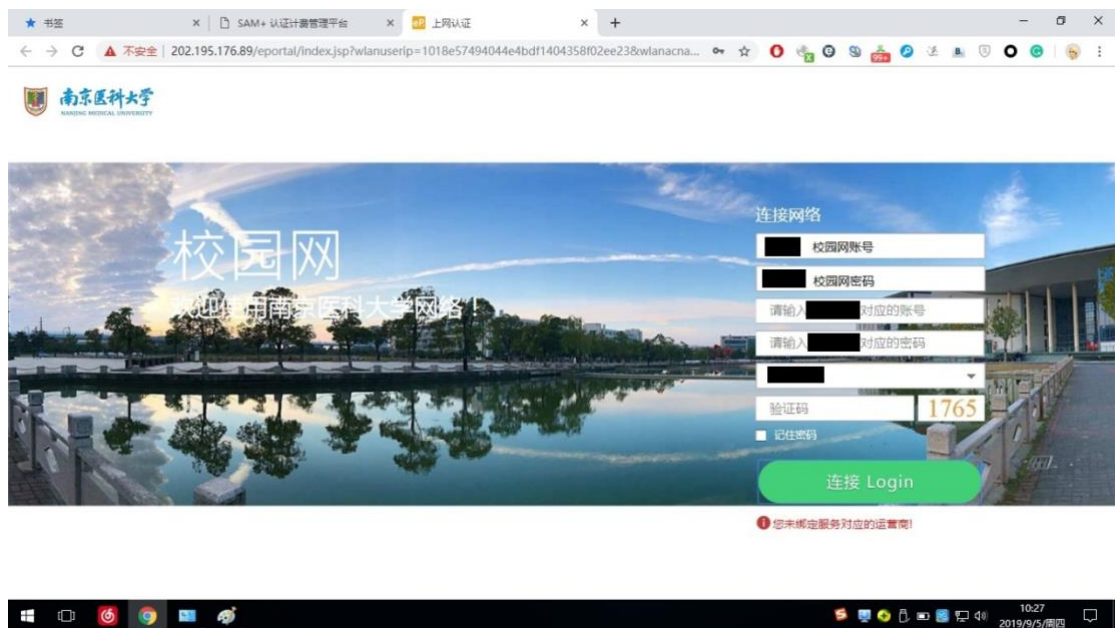 书签
SAM+ 认证计费管理平台
上网认证
不安全 | 202.195.176.89/eportal/index.jsp?wlanuserip=1018e57494044e4bdf1404358f02ee23&wlanacna...
99+
南京医科大学
NANJING MEDICAL UNIVERSITY
校园网
欢迎使用南京医科大学网络！
连接网络
校园网账号
校园网密码
请输入 对应的账号
请输入 对应的密码
验证码 1765
记住密码
连接 Login
您未绑定服务对应的运营商!
10:27
2019/9/5/周四